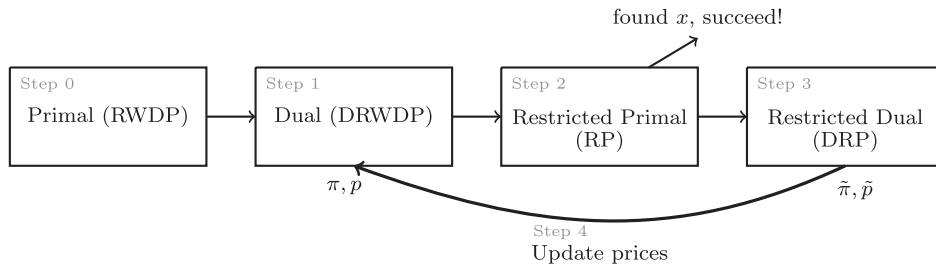 found x, succeed!
Step 0
Primal (RWDP)
Step 1
Dual (DRWDP)
Step 2
Restricted Primal
(RP)
Step 3
Restricted Dual
(DRP)
π, p
π̃, p̃
Step 4
Update prices